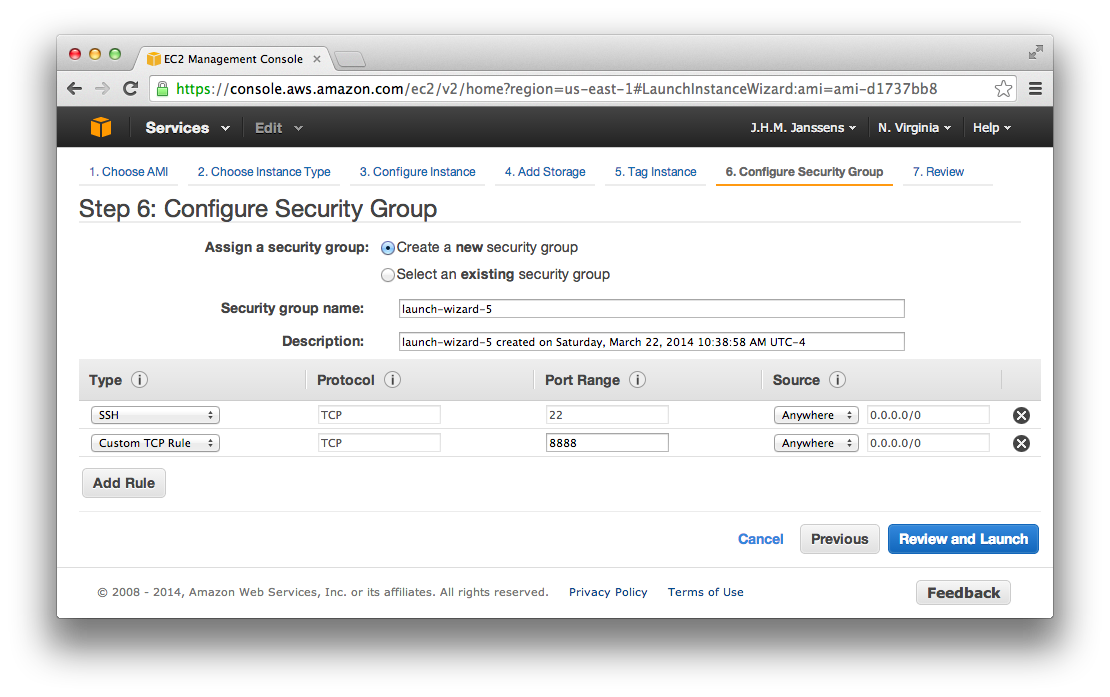 EC2 Management Console
https://console.aws.amazon.com/ec2/v2/home?region=us-east-1#LaunchInstanceWizard:ami=ami-d1737bb8
Services Edit J.H.M. Janssens N. Virginia Help
1. Choose AMI 2. Choose Instance Type 3. Configure Instance 4. Add Storage 5. Tag Instance 6. Configure Security Group 7. Review
Step 6: Configure Security Group
Assign a security group: Create a new security group
Select an existing security group
Security group name: launch-wizard-5
Description: launch-wizard-5 created on Saturday, March 22, 2014 10:38:58 AM UTC-4
Type i Protocol i Port Range i Source i
SSH TCP 22 Anywhere 0.0.0.0/0
Custom TCP Rule TCP 8888 Anywhere 0.0.0.0/0
Add Rule
Cancel Previous Review and Launch
© 2008 - 2014, Amazon Web Services, Inc. or its affiliates. All rights reserved. Privacy Policy Terms of Use Feedback